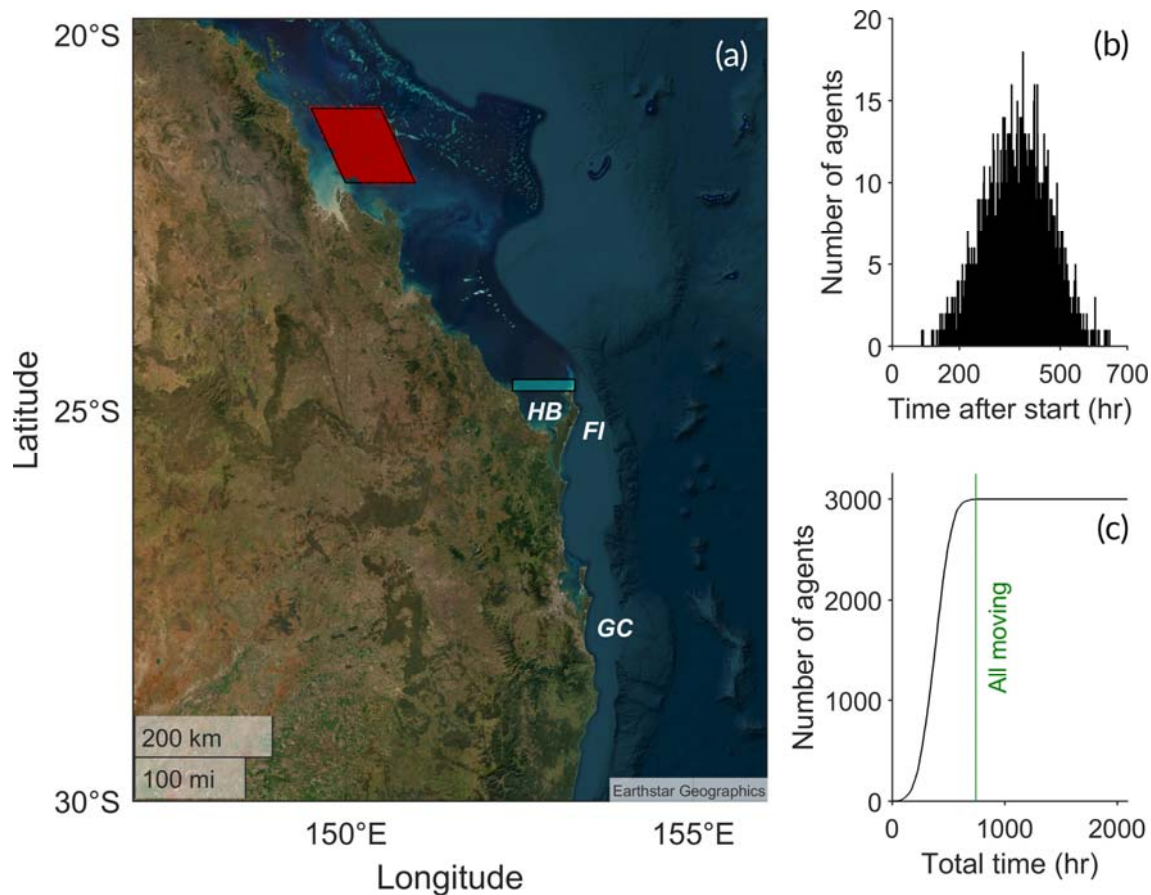 20°S
(a)
25°S
30°S
Latitude
HB
FI
GC
200 km
100 mi
Earthstar Geographics
150°E
155°E
Longitude
(b)
20
15
10
5
0
Number of agents
0
200
500
700
Time after start (hr)
(c)
3000
2000
1000
0
Number of agents
All moving
0
1000
2000
Total time (hr)